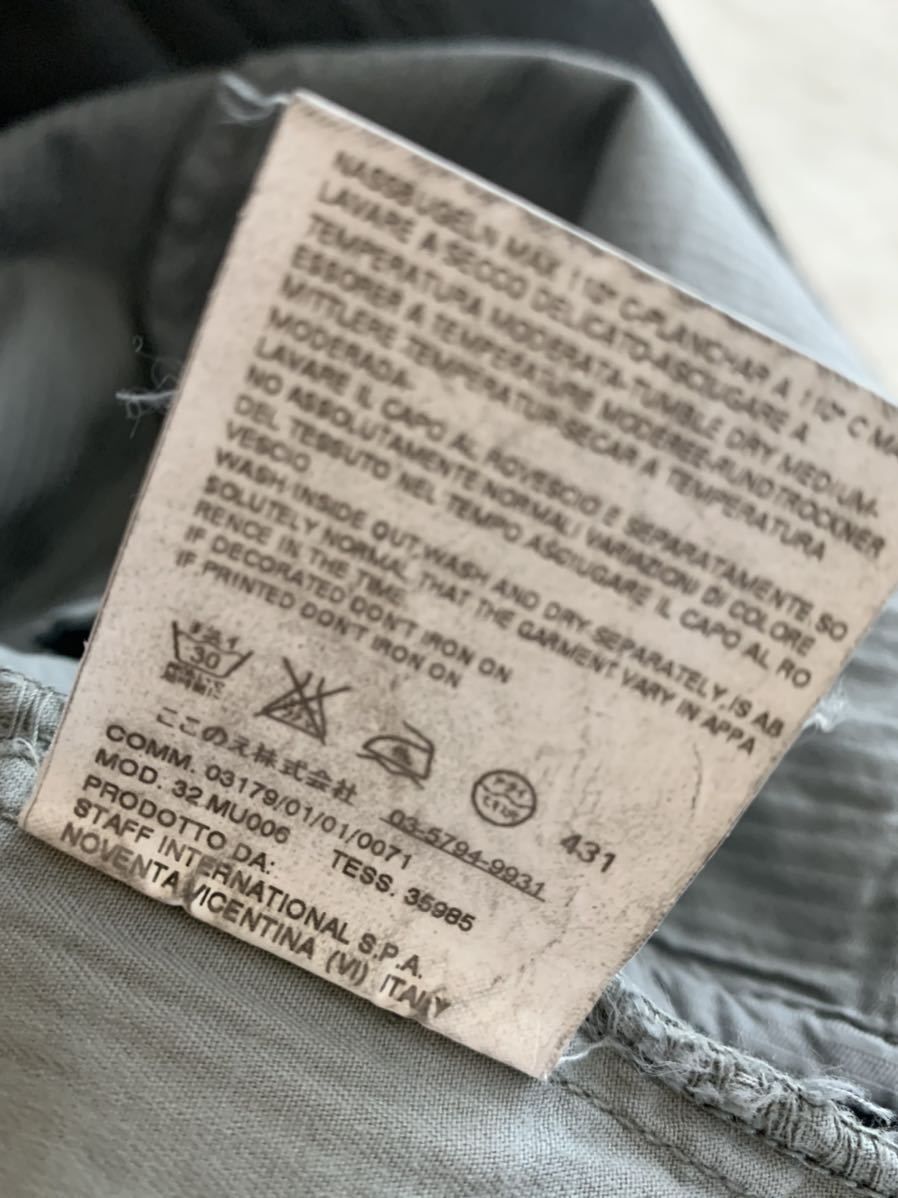 NASSBÜGELN MAX 110° C-PLANCHAR A 110° C MA
LAVARE A SECCO DELICATO-ASCIUGARE A
TEMPERATURA MODERATA-TUMBLE DRY MEDIUM-
ESSORER A TEMPERATURE MODEREE-RUNDTROCKNER
MITTLERE TEMPERATUR-SECAR A TEMPERATURA
MODERADA-
LAVARE IL CAPO AL ROVESCIO E SEPARATAMENTE. SO
NO ASSOLUTAMENTE NORMALI VARIAZIONI DI COLORE
DEL TESSUTO NEL TEMPO ASCIUGARE IL CAPO AL RO
VESCIO
WASH INSIDE OUT, WASH AND DRY SEPARATELY, IS AB
SOLUTELY NORMAL THAT THE GARMENT VARY IN APPA
RENCE IN THE TIME.
IF DECORATED DON'T IRON ON
IF PRINTED DON'T IRON ON
30
ここのえ株式会社 03-5794-9931 431
COMM. 03179/01/01/0071
MOD. 32 MU006 TESS. 35985
PRODOTTO DA:
STAFF INTERNATIONAL S.P.A.
NOVENTA VICENTINA (VI) ITALY